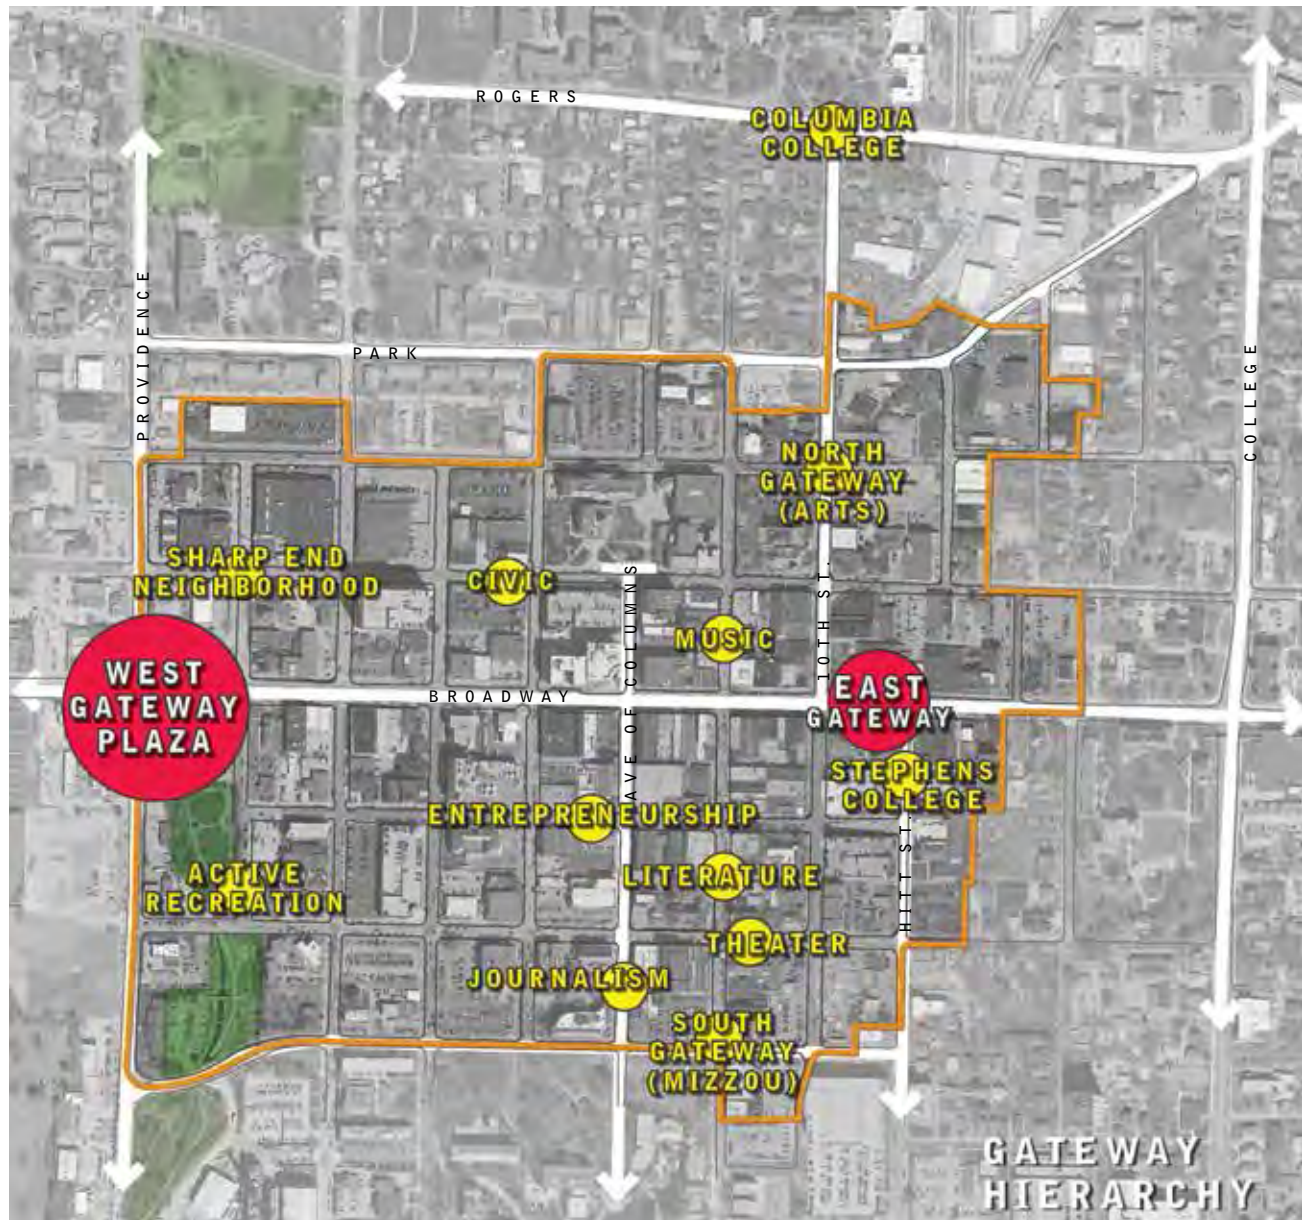 ROGERS
COLUMBIA
COLLEGE
PROVIDENCE
PARK
COLLEGE
NORTH
GATEWAY
(ARTS)
SHARP END
NEIGHBORHOOD
CIVIC
MUSIC
10TH ST.
WEST
GATEWAY
PLAZA
BROADWAY
AVE OF COLUMNS
EAST
GATEWAY
STEPHENS
COLLEGE
ENTREPRENEURSHIP
HITT ST.
ACTIVE
RECREATION
LITERATURE
THEATER
JOURNALISM
SOUTH
GATEWAY
(MIZZOU)
GATEWAY
HIERARCHY